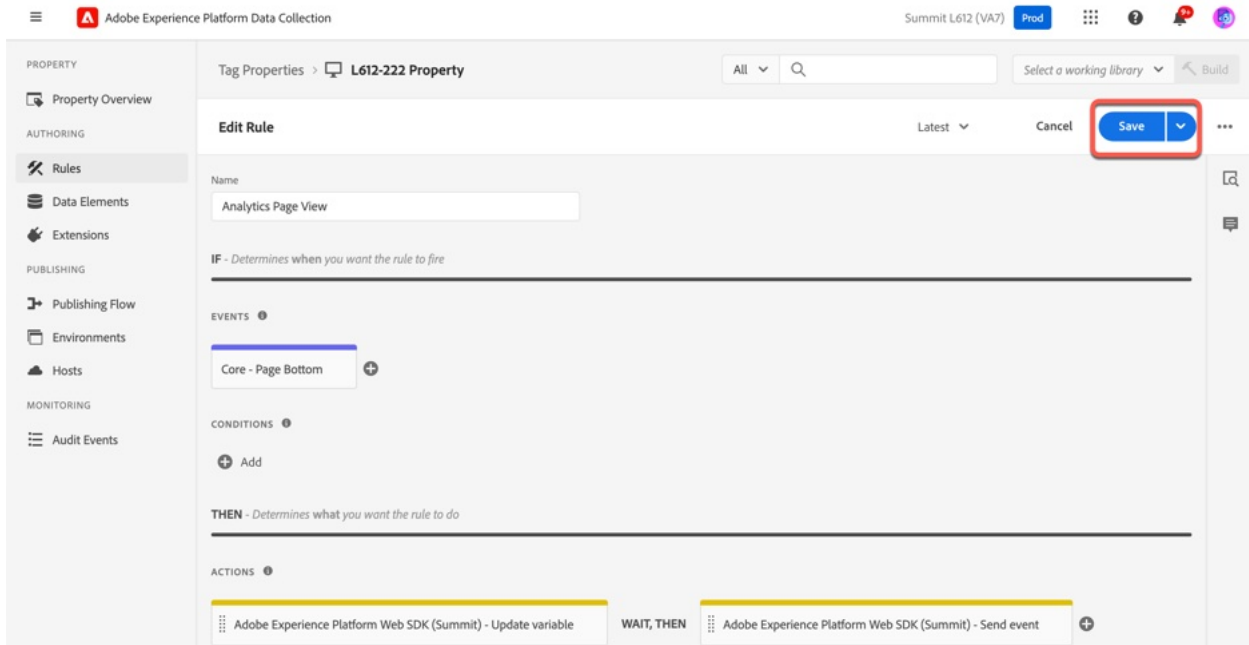 Adobe Experience Platform Data Collection
Summit L612 (VA7) Prod 9+
PROPERTY
Tag Properties > L612-222 Property
All
Select a working library
Build
Property Overview
AUTHORING
Edit Rule
Latest
Cancel
Save
Rules
Data Elements
Extensions
PUBLISHING
Publishing Flow
Environments
Hosts
MONITORING
Audit Events
Name
Analytics Page View
IF - Determines when you want the rule to fire
EVENTS
Core - Page Bottom
CONDITIONS
Add
THEN - Determines what you want the rule to do
ACTIONS
Adobe Experience Platform Web SDK (Summit) - Update variable
WAIT, THEN
Adobe Experience Platform Web SDK (Summit) - Send event